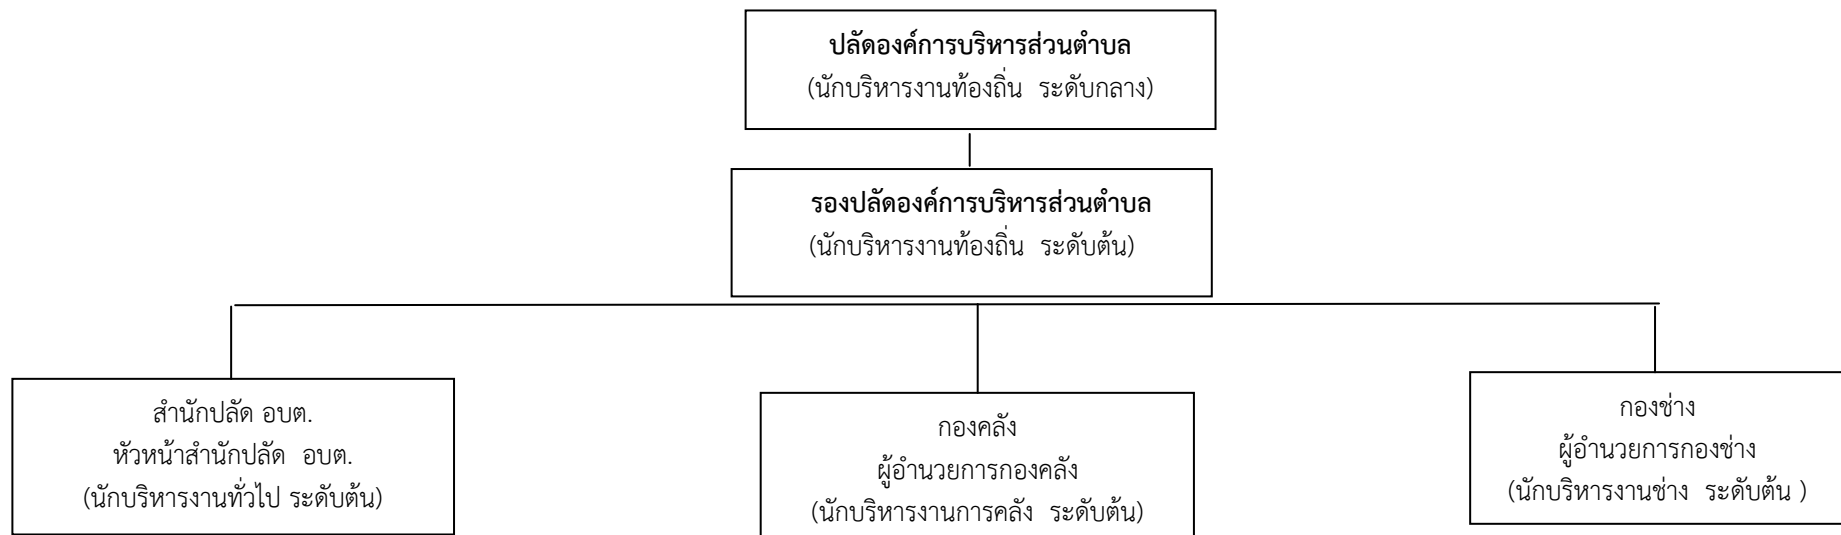 ปลัดองค์การบริหารส่วนตำบล
(นักบริหารงานท้องถิ่น ระดับกลาง)
รองปลัดองค์การบริหารส่วนตำบล
(นักบริหารงานท้องถิ่น ระดับต้น)
สำนักปลัด อบต.
หัวหน้าสำนักปลัด อบต.
(นักบริหารงานทั่วไป ระดับต้น)
กองคลัง
ผู้อำนวยการกองคลัง
(นักบริหารงานการคลัง ระดับต้น)
กองช่าง
ผู้อำนวยการกองช่าง
(นักบริหารงานช่าง ระดับต้น )